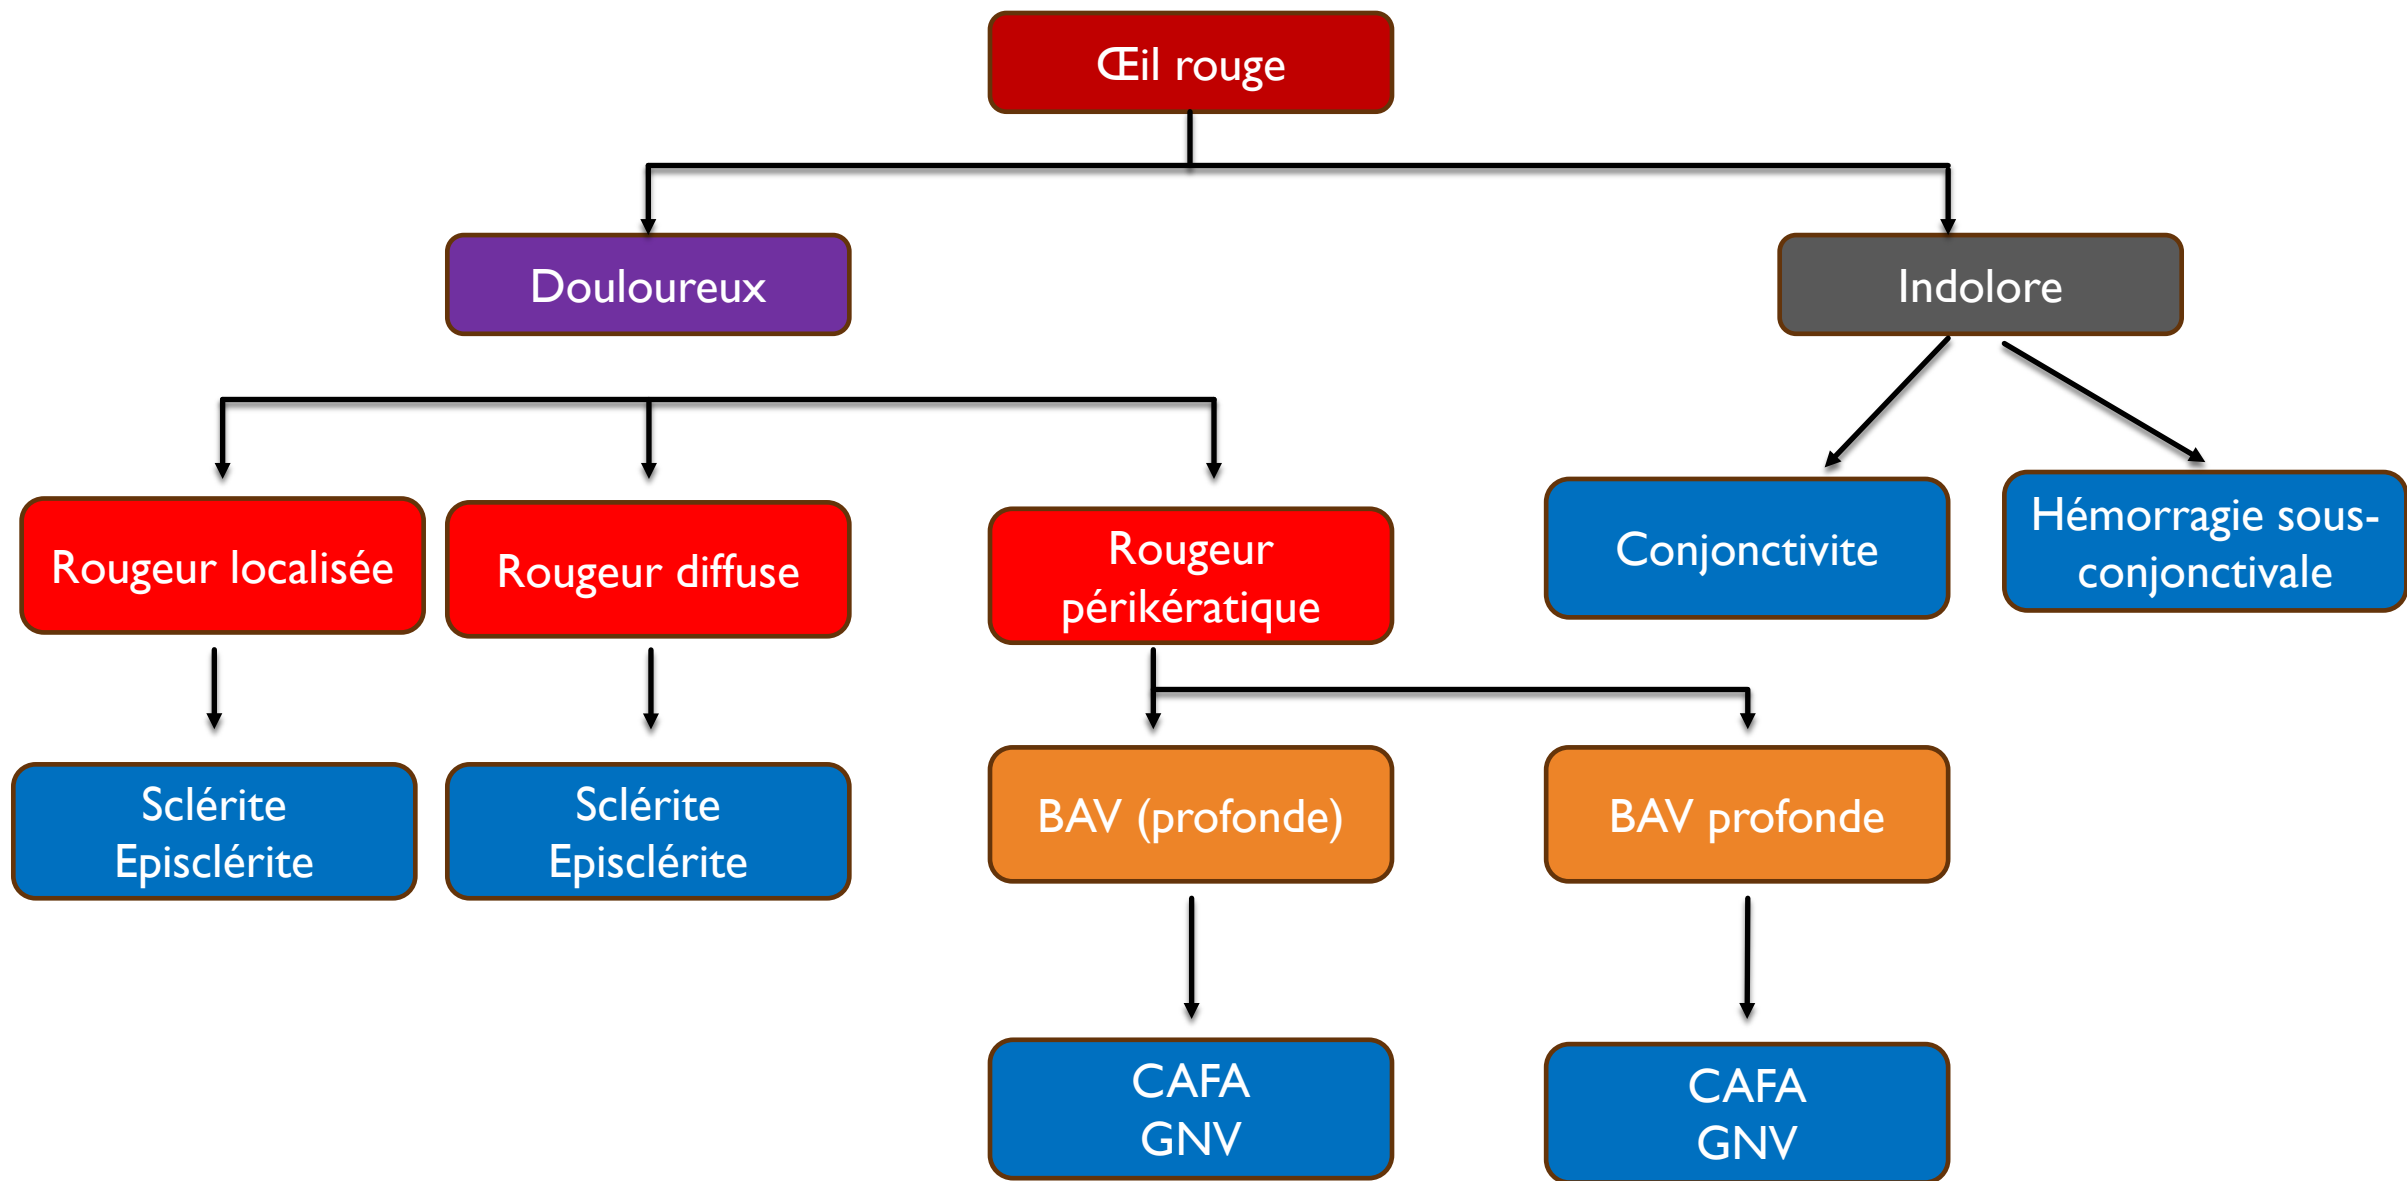 Œil rouge
Douloureux
Indolore
Rougeur localisée
Rougeur diffuse
Rougeur
périkératique
Conjonctivite
Hémorragie sous-
conjonctivale
Sclérite
Episclérite
Sclérite
Episclérite
BAV (profonde)
BAV profonde
CAFA
GNV
CAFA
GNV